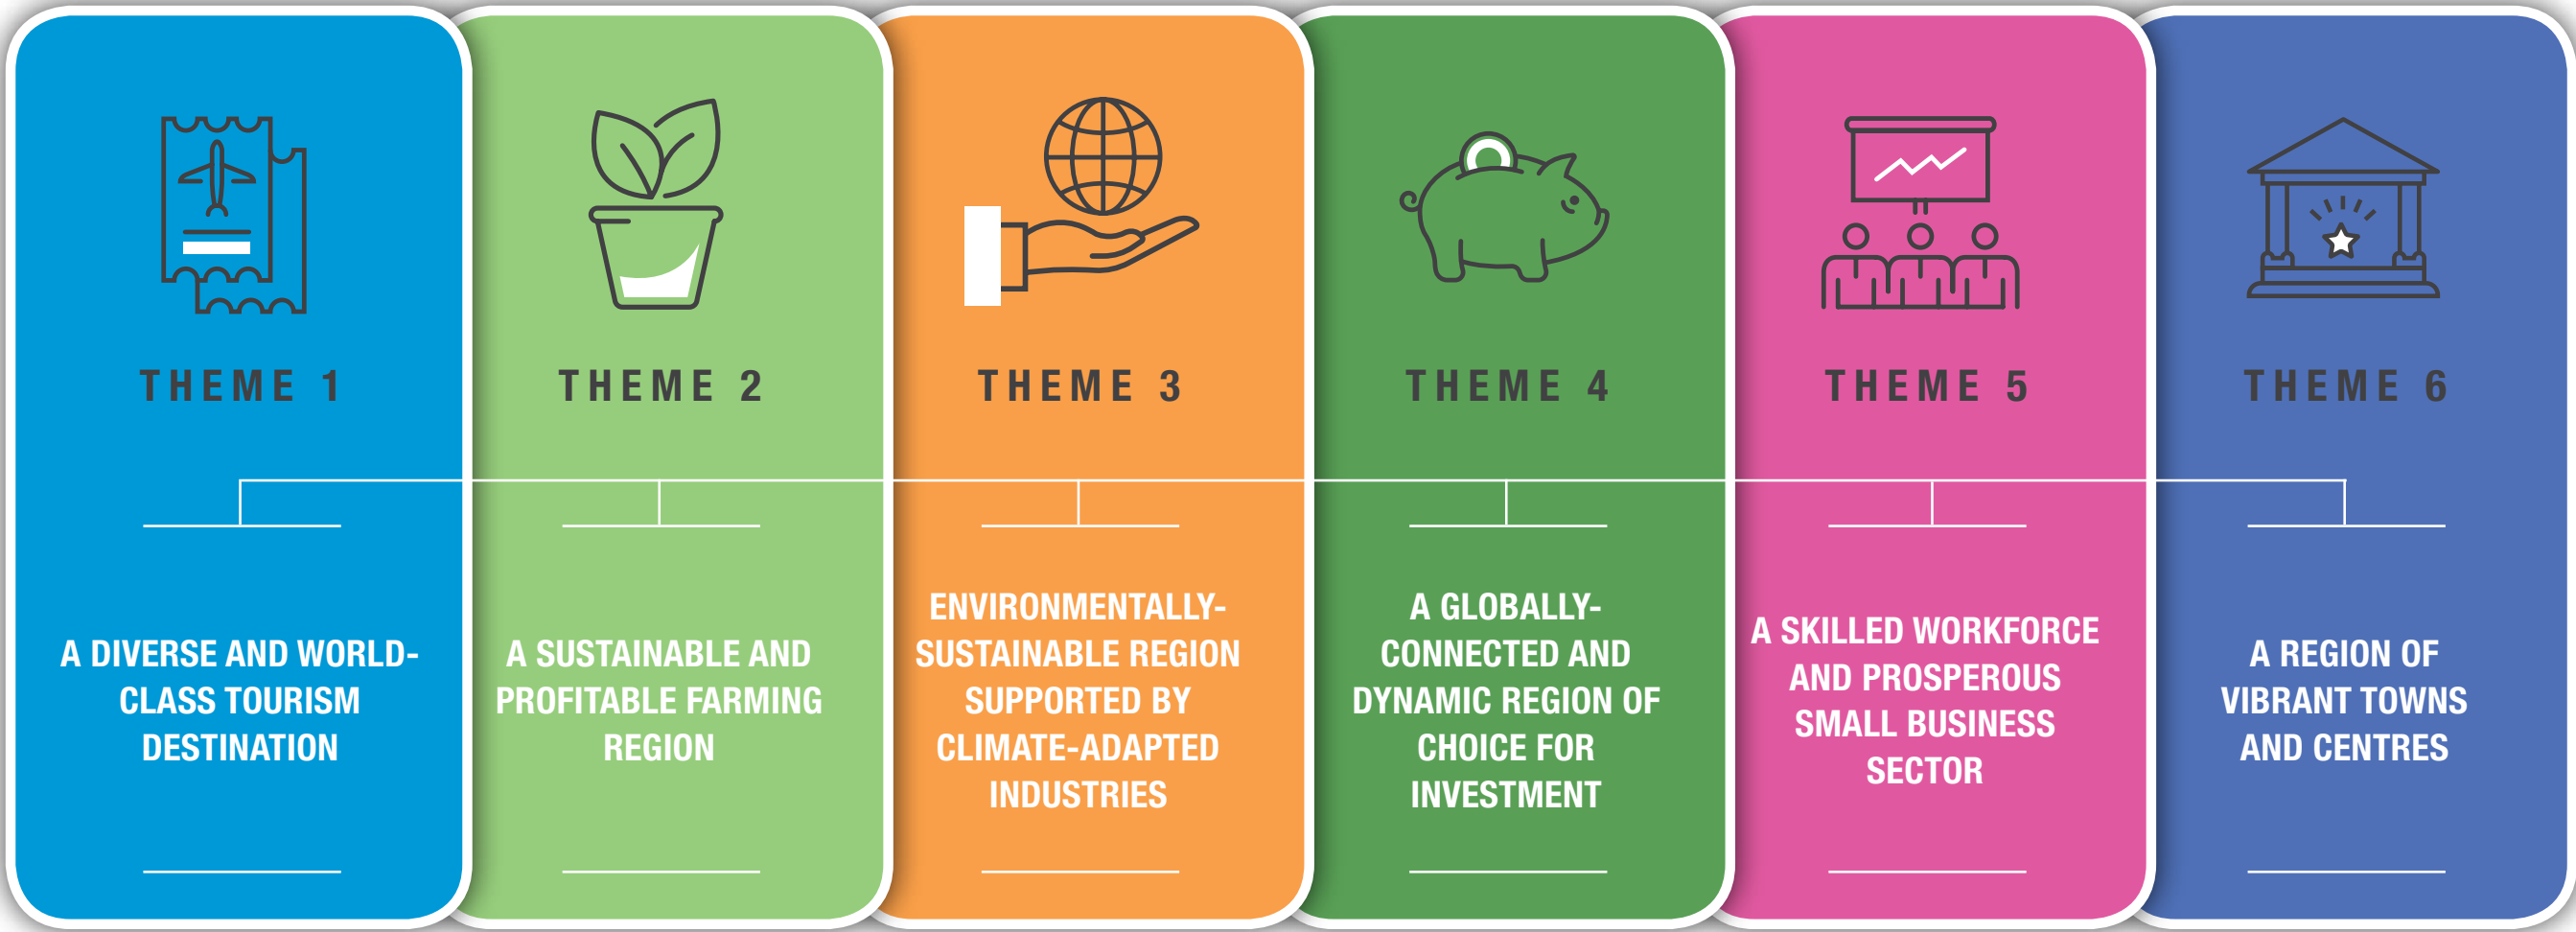 THEME 1
A DIVERSE AND WORLD-
CLASS TOURISM
DESTINATION
THEME 2
A SUSTAINABLE AND
PROFITABLE FARMING
REGION
THEME 3
ENVIRONMENTALLY-
SUSTAINABLE REGION
SUPPORTED BY
CLIMATE-ADAPTED
INDUSTRIES
THEME 4
A GLOBALLY-
CONNECTED AND
DYNAMIC REGION OF
CHOICE FOR
INVESTMENT
THEME 5
A SKILLED WORKFORCE
AND PROSPEROUS
SMALL BUSINESS
SECTOR
THEME 6
A REGION OF
VIBRANT TOWNS
AND CENTRES